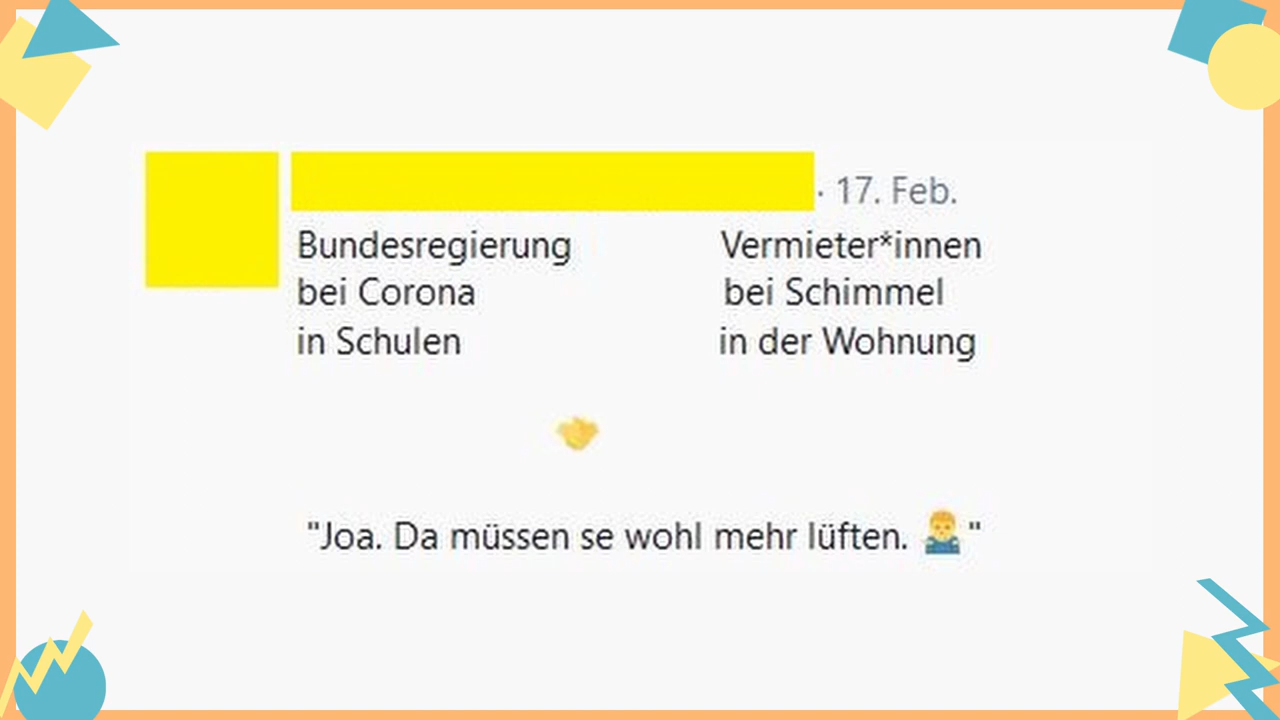 · 17. Feb.
Bundesregierung Vermieter*innen
bei Corona bei Schimmel
in Schulen in der Wohnung
🤝
"Joa. Da müssen se wohl mehr lüften. 🤷‍♂️"